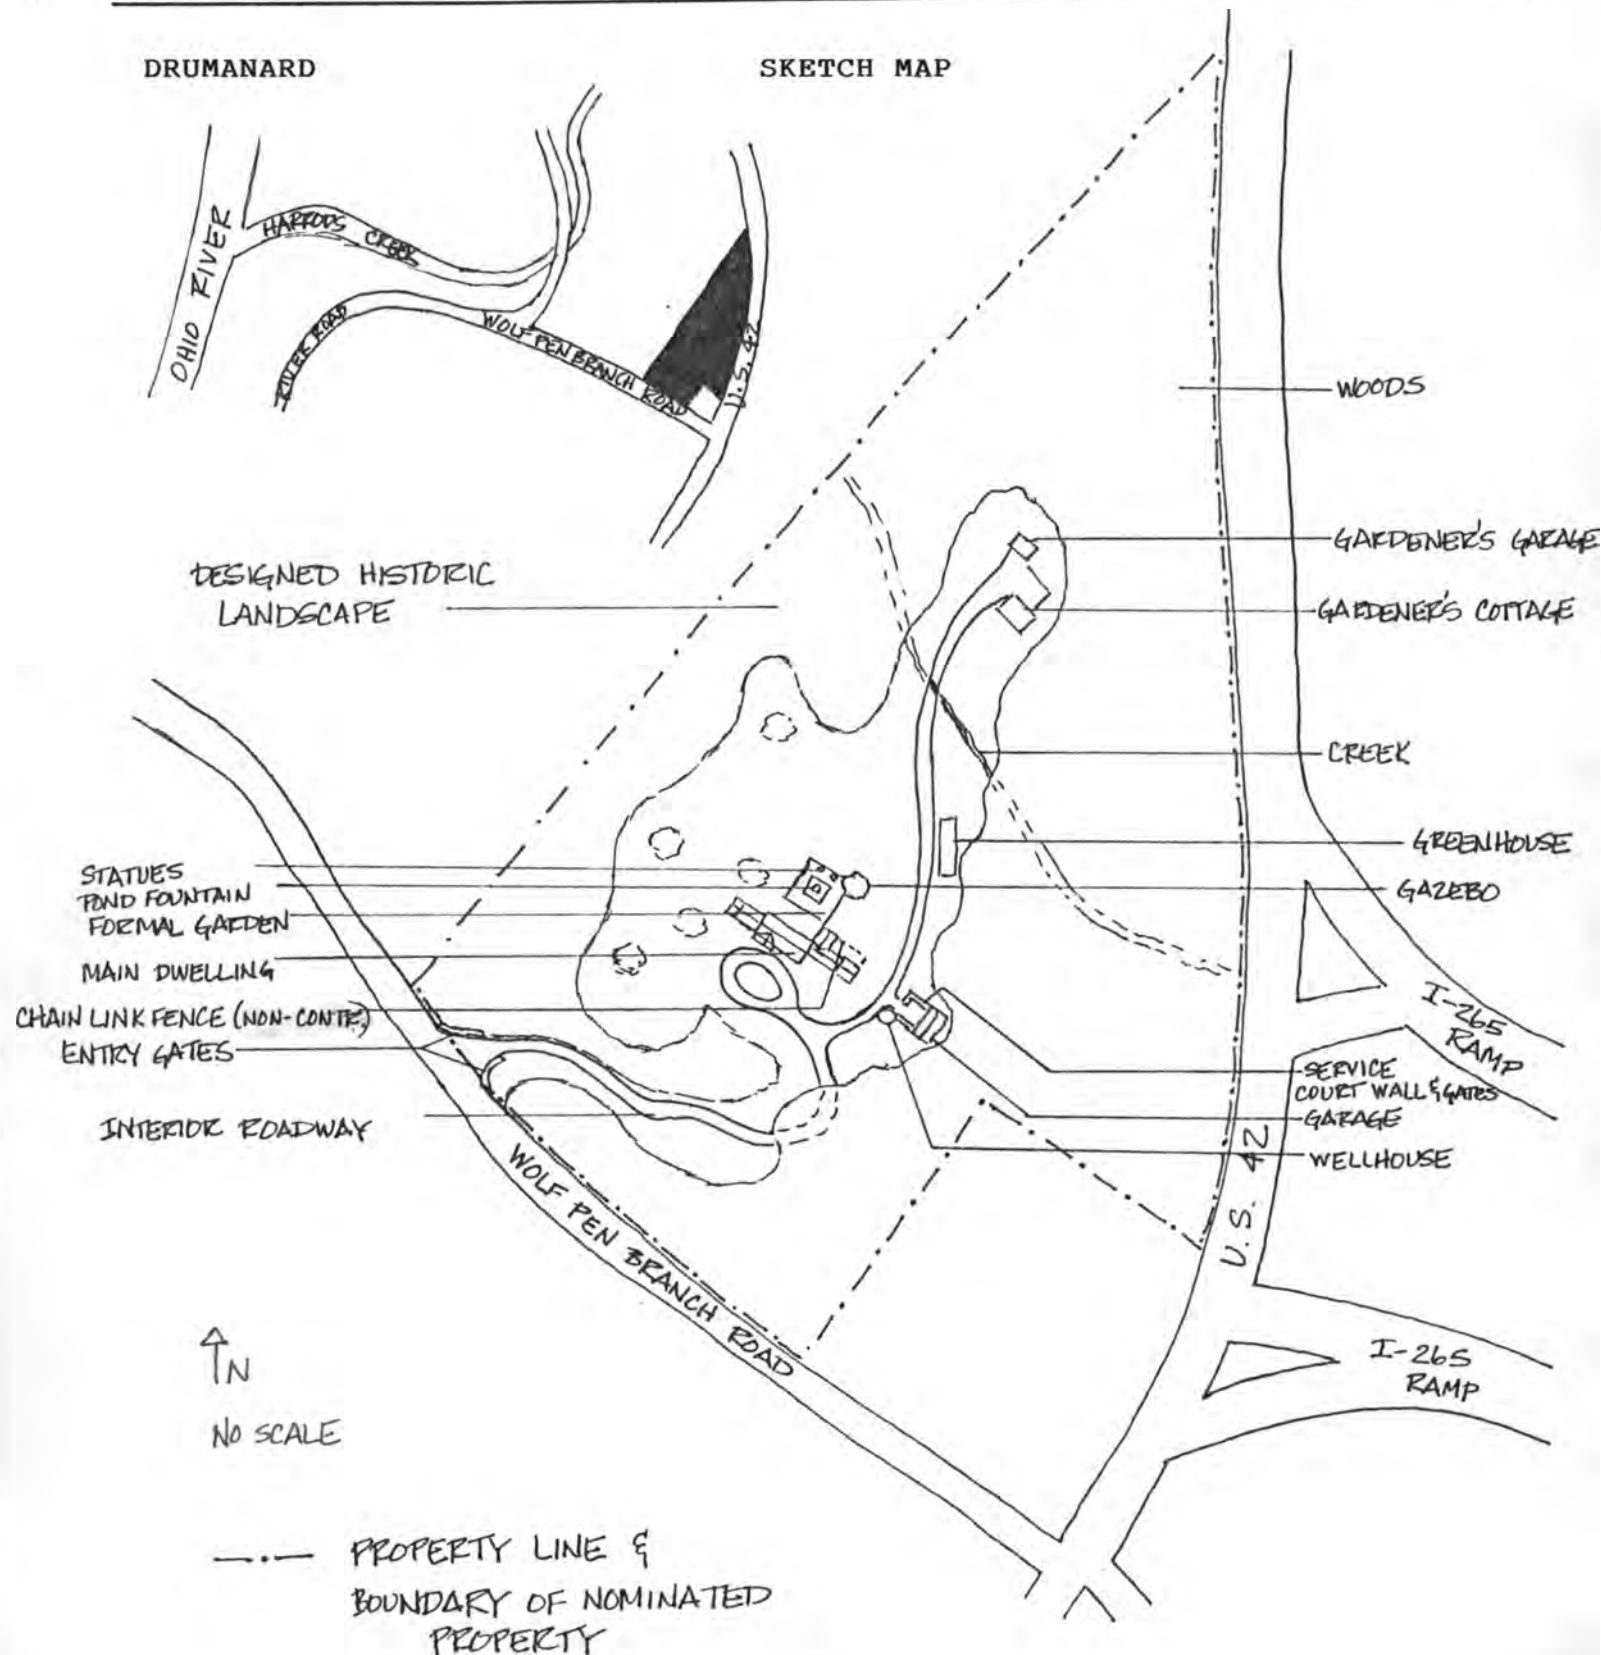 DRUMANARD
SKETCH MAP
OHIO RIVER
HARRODS CREEK
RIVER ROAD
WOLF PEN BRANCH ROAD
U.S. 42
WOODS
GARDENER'S GARAGE
DESIGNED HISTORIC
LANDSCAPE
GARDENER'S COTTAGE
CREEK
GREENHOUSE
GAZEBO
STATUES
POND FOUNTAIN
FORMAL GARDEN
MAIN DWELLING
CHAIN LINK FENCE (NON-CONTR.)
ENTRY GATES
INTERIOR ROADWAY
I-265
RAMP
SERVICE
COURT WALL & GATES
GARAGE
WELLHOUSE
U.S. 42
WOLF PEN BRANCH ROAD
I-265
RAMP
N
NO SCALE
PROPERTY LINE &
BOUNDARY OF NOMINATED
PROPERTY